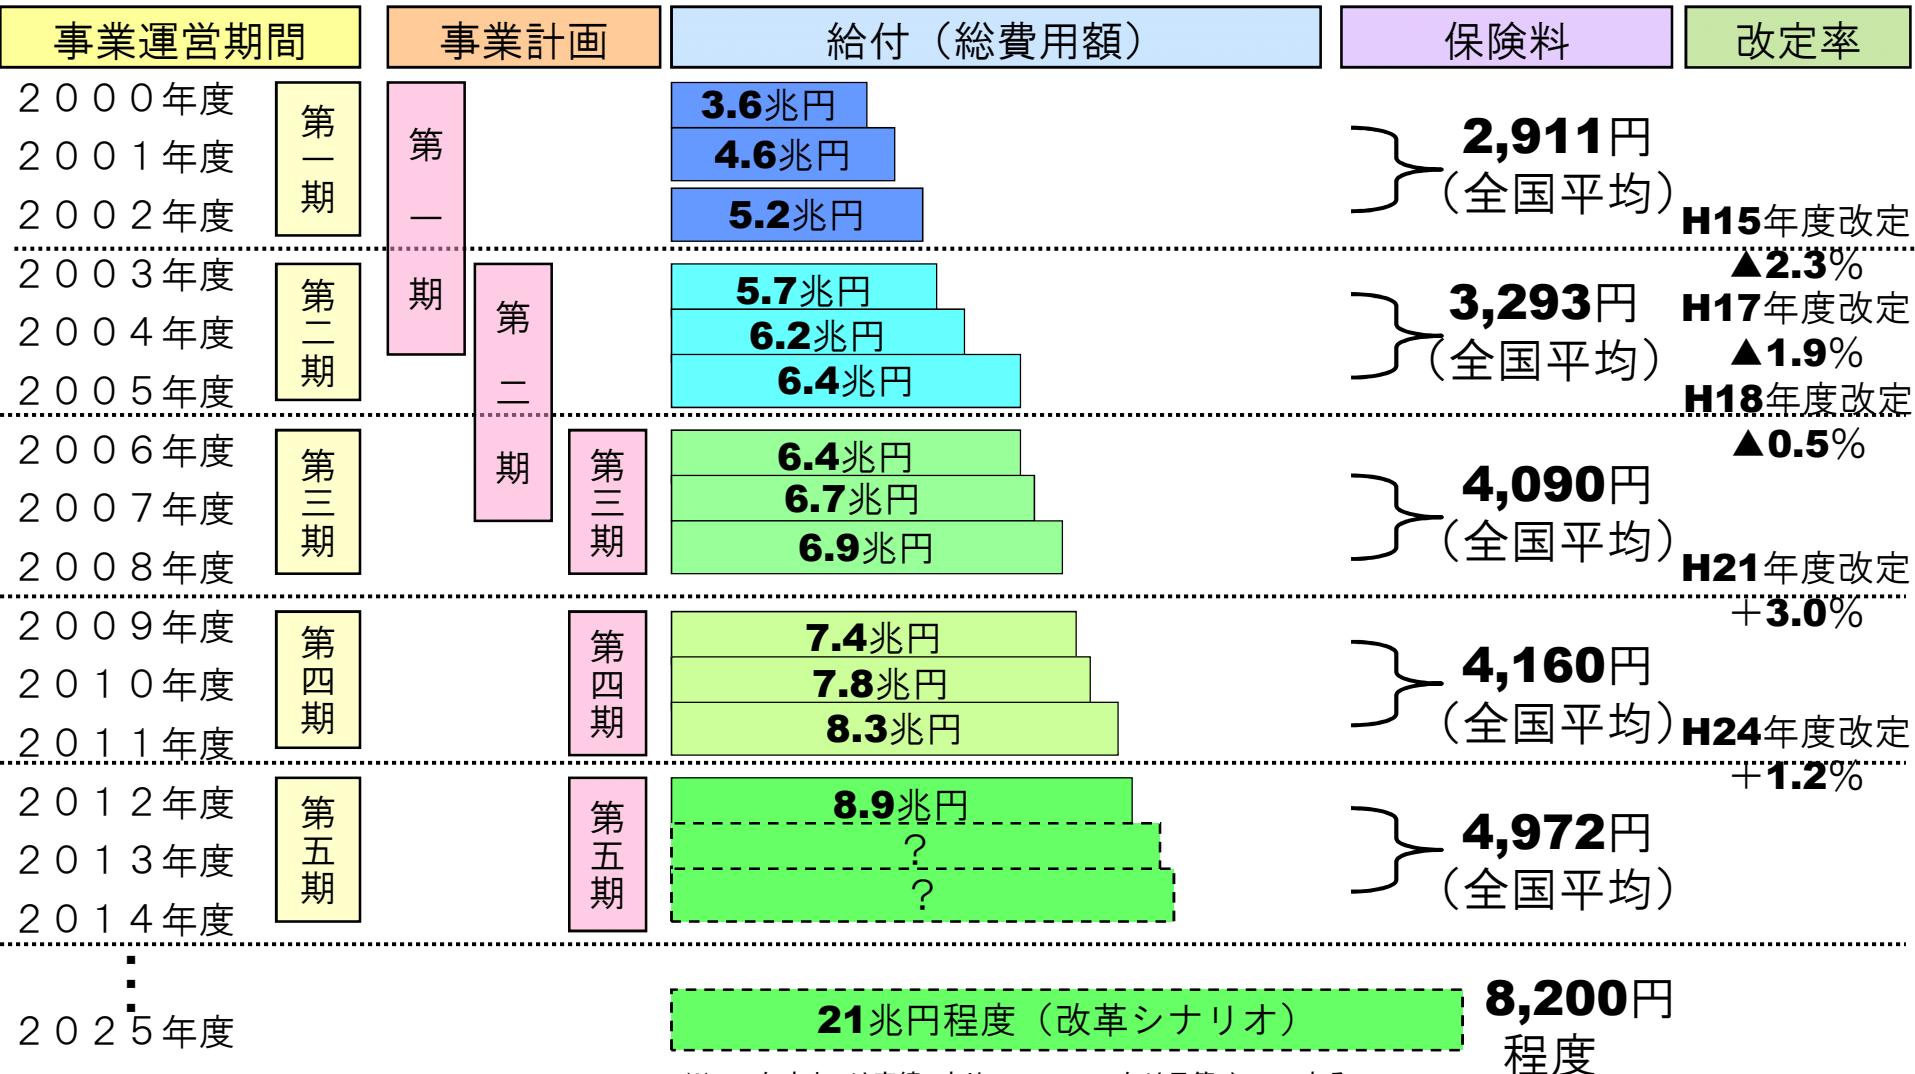 事業運営期間 事業計画 給付（総費用額） 保険料 改定率
２０００年度
２００１年度
２００２年度
第一期
第一期
3.6兆円
4.6兆円
5.2兆円
2,911円
（全国平均）
H15年度改定
▲2.3％
２００３年度
２００４年度
２００５年度
第二期
第二期
5.7兆円
6.2兆円
6.4兆円
3,293円
（全国平均）
H17年度改定
▲1.9％
H18年度改定
▲0.5％
２００６年度
２００７年度
２００８年度
第三期
第三期
6.4兆円
6.7兆円
6.9兆円
4,090円
（全国平均）
H21年度改定
＋3.0％
２００９年度
２０１０年度
２０１１年度
第四期
第四期
7.4兆円
7.8兆円
8.3兆円
4,160円
（全国平均）
H24年度改定
＋1.2％
２０１２年度
２０１３年度
２０１４年度
第五期
第五期
8.9兆円
？
？
4,972円
（全国平均）
２０２５年度
21兆円程度（改革シナリオ）
8,200円
程度